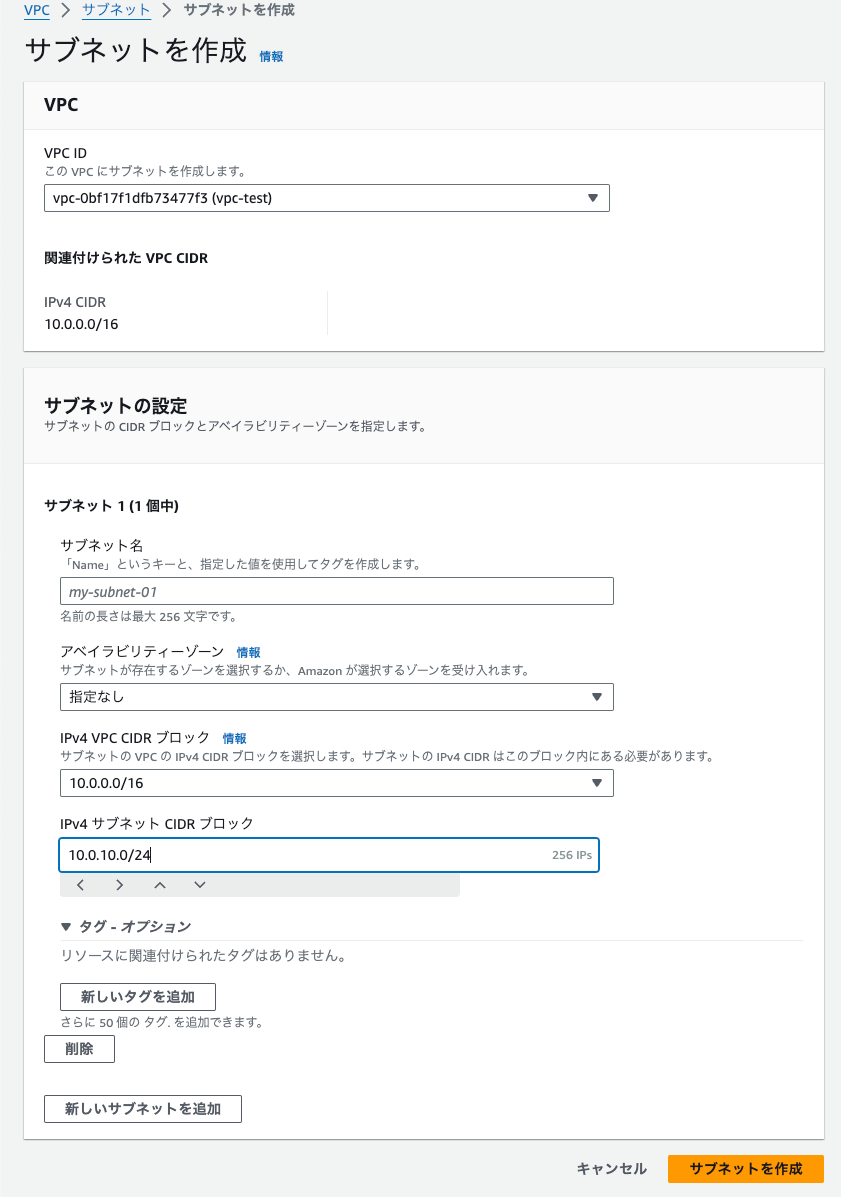 VPC > サブネット > サブネットを作成
サブネットを作成 情報
VPC
VPC ID
この VPC にサブネットを作成します。
vpc-0bf17f1dfb73477f3 (vpc-test)
関連付けられた VPC CIDR
IPv4 CIDR
10.0.0.0/16
サブネットの設定
サブネットの CIDR ブロックとアベイラビリティーゾーンを指定します。
サブネット 1 (1 個中)
サブネット名
「Name」というキーと、指定した値を使用してタグを作成します。
my-subnet-01
名前の長さは最大 256 文字です。
アベイラビリティーゾーン 情報
サブネットが存在するゾーンを選択するか、Amazon が選択するゾーンを受け入れます。
指定なし
IPv4 VPC CIDR ブロック 情報
サブネットの VPC の IPv4 CIDR ブロックを選択します。サブネットの IPv4 CIDR はこのブロック内にある必要があります。
10.0.0.0/16
IPv4 サブネット CIDR ブロック
10.0.10.0/24 256 IPs
タグ - オプション
リソースに関連付けられたタグはありません。
新しいタグを追加
さらに 50 個の タグ. を追加できます。
削除
新しいサブネットを追加
キャンセル サブネットを作成